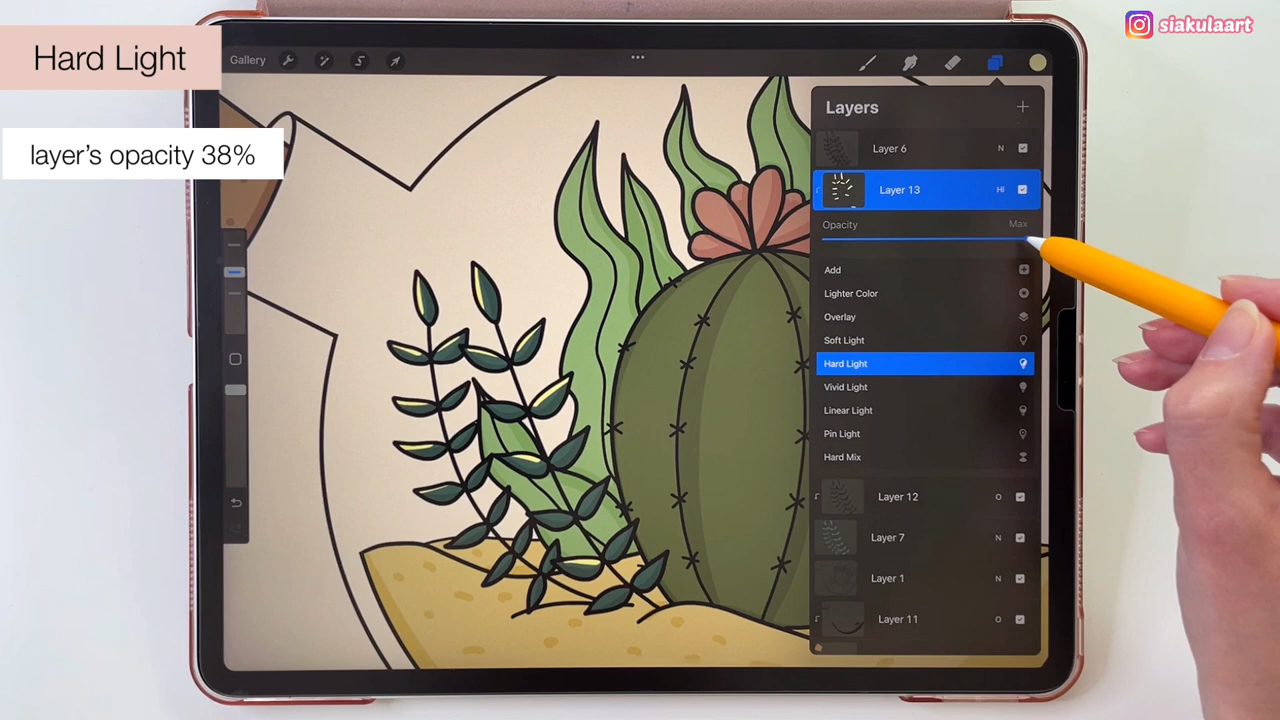 Hard Light
layer's opacity 38%
siakulaart
Gallery
Layers
Layer 6 N
Layer 13 HI
Opacity Max
Add
Lighter Color
Overlay
Soft Light
Hard Light
Vivid Light
Linear Light
Pin Light
Hard Mix
Layer 12 O
Layer 7 N
Layer 1 N
Layer 11 O